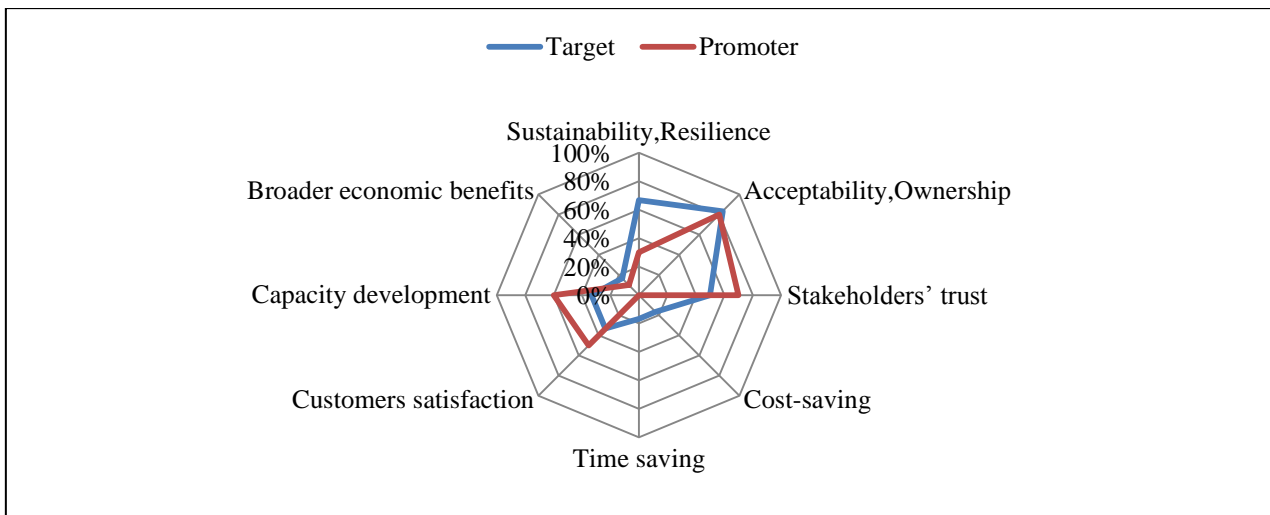 Target Promoter
Sustainability,Resilience
100%
Broader economic benefits 80% Acceptability,Ownership
60%
40%
20%
Capacity development 0% Stakeholders’ trust
Customers satisfaction Cost-saving
Time saving